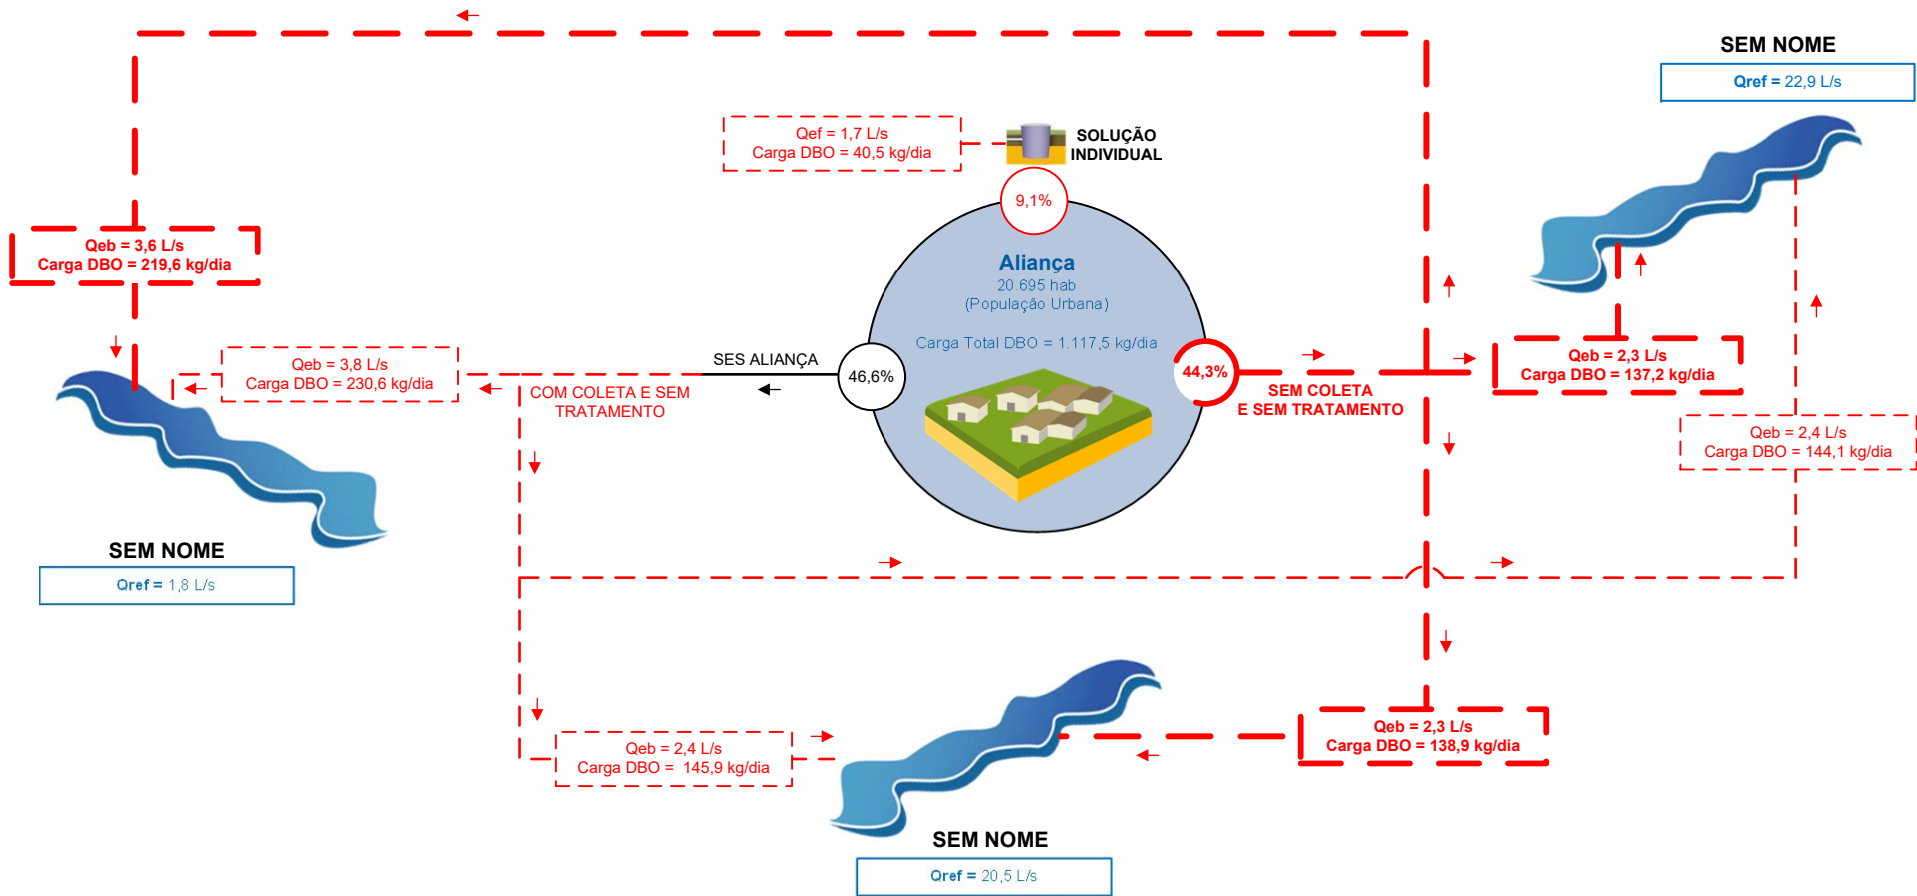 SEM NOME
Qref = 22,9 L/s
Qef = 1,7 L/s
Carga DBO = 40,5 kg/dia
SOLUÇÃO
INDIVIDUAL
9,1%
Qeb = 3,6 L/s
Carga DBO = 219,6 kg/dia
Aliança
20.695 hab
(População Urbana)
Carga Total DBO = 1.117,5 kg/dia
Qeb = 3,8 L/s
Carga DBO = 230,6 kg/dia
SES ALIANÇA
46,6%
COM COLETA E SEM
TRATAMENTO
44,3%
SEM COLETA
E SEM TRATAMENTO
Qeb = 2,3 L/s
Carga DBO = 137,2 kg/dia
Qeb = 2,4 L/s
Carga DBO = 144,1 kg/dia
SEM NOME
Qref = 1,8 L/s
Qeb = 2,4 L/s
Carga DBO = 145,9 kg/dia
Qeb = 2,3 L/s
Carga DBO = 138,9 kg/dia
SEM NOME
Qref = 20,5 L/s